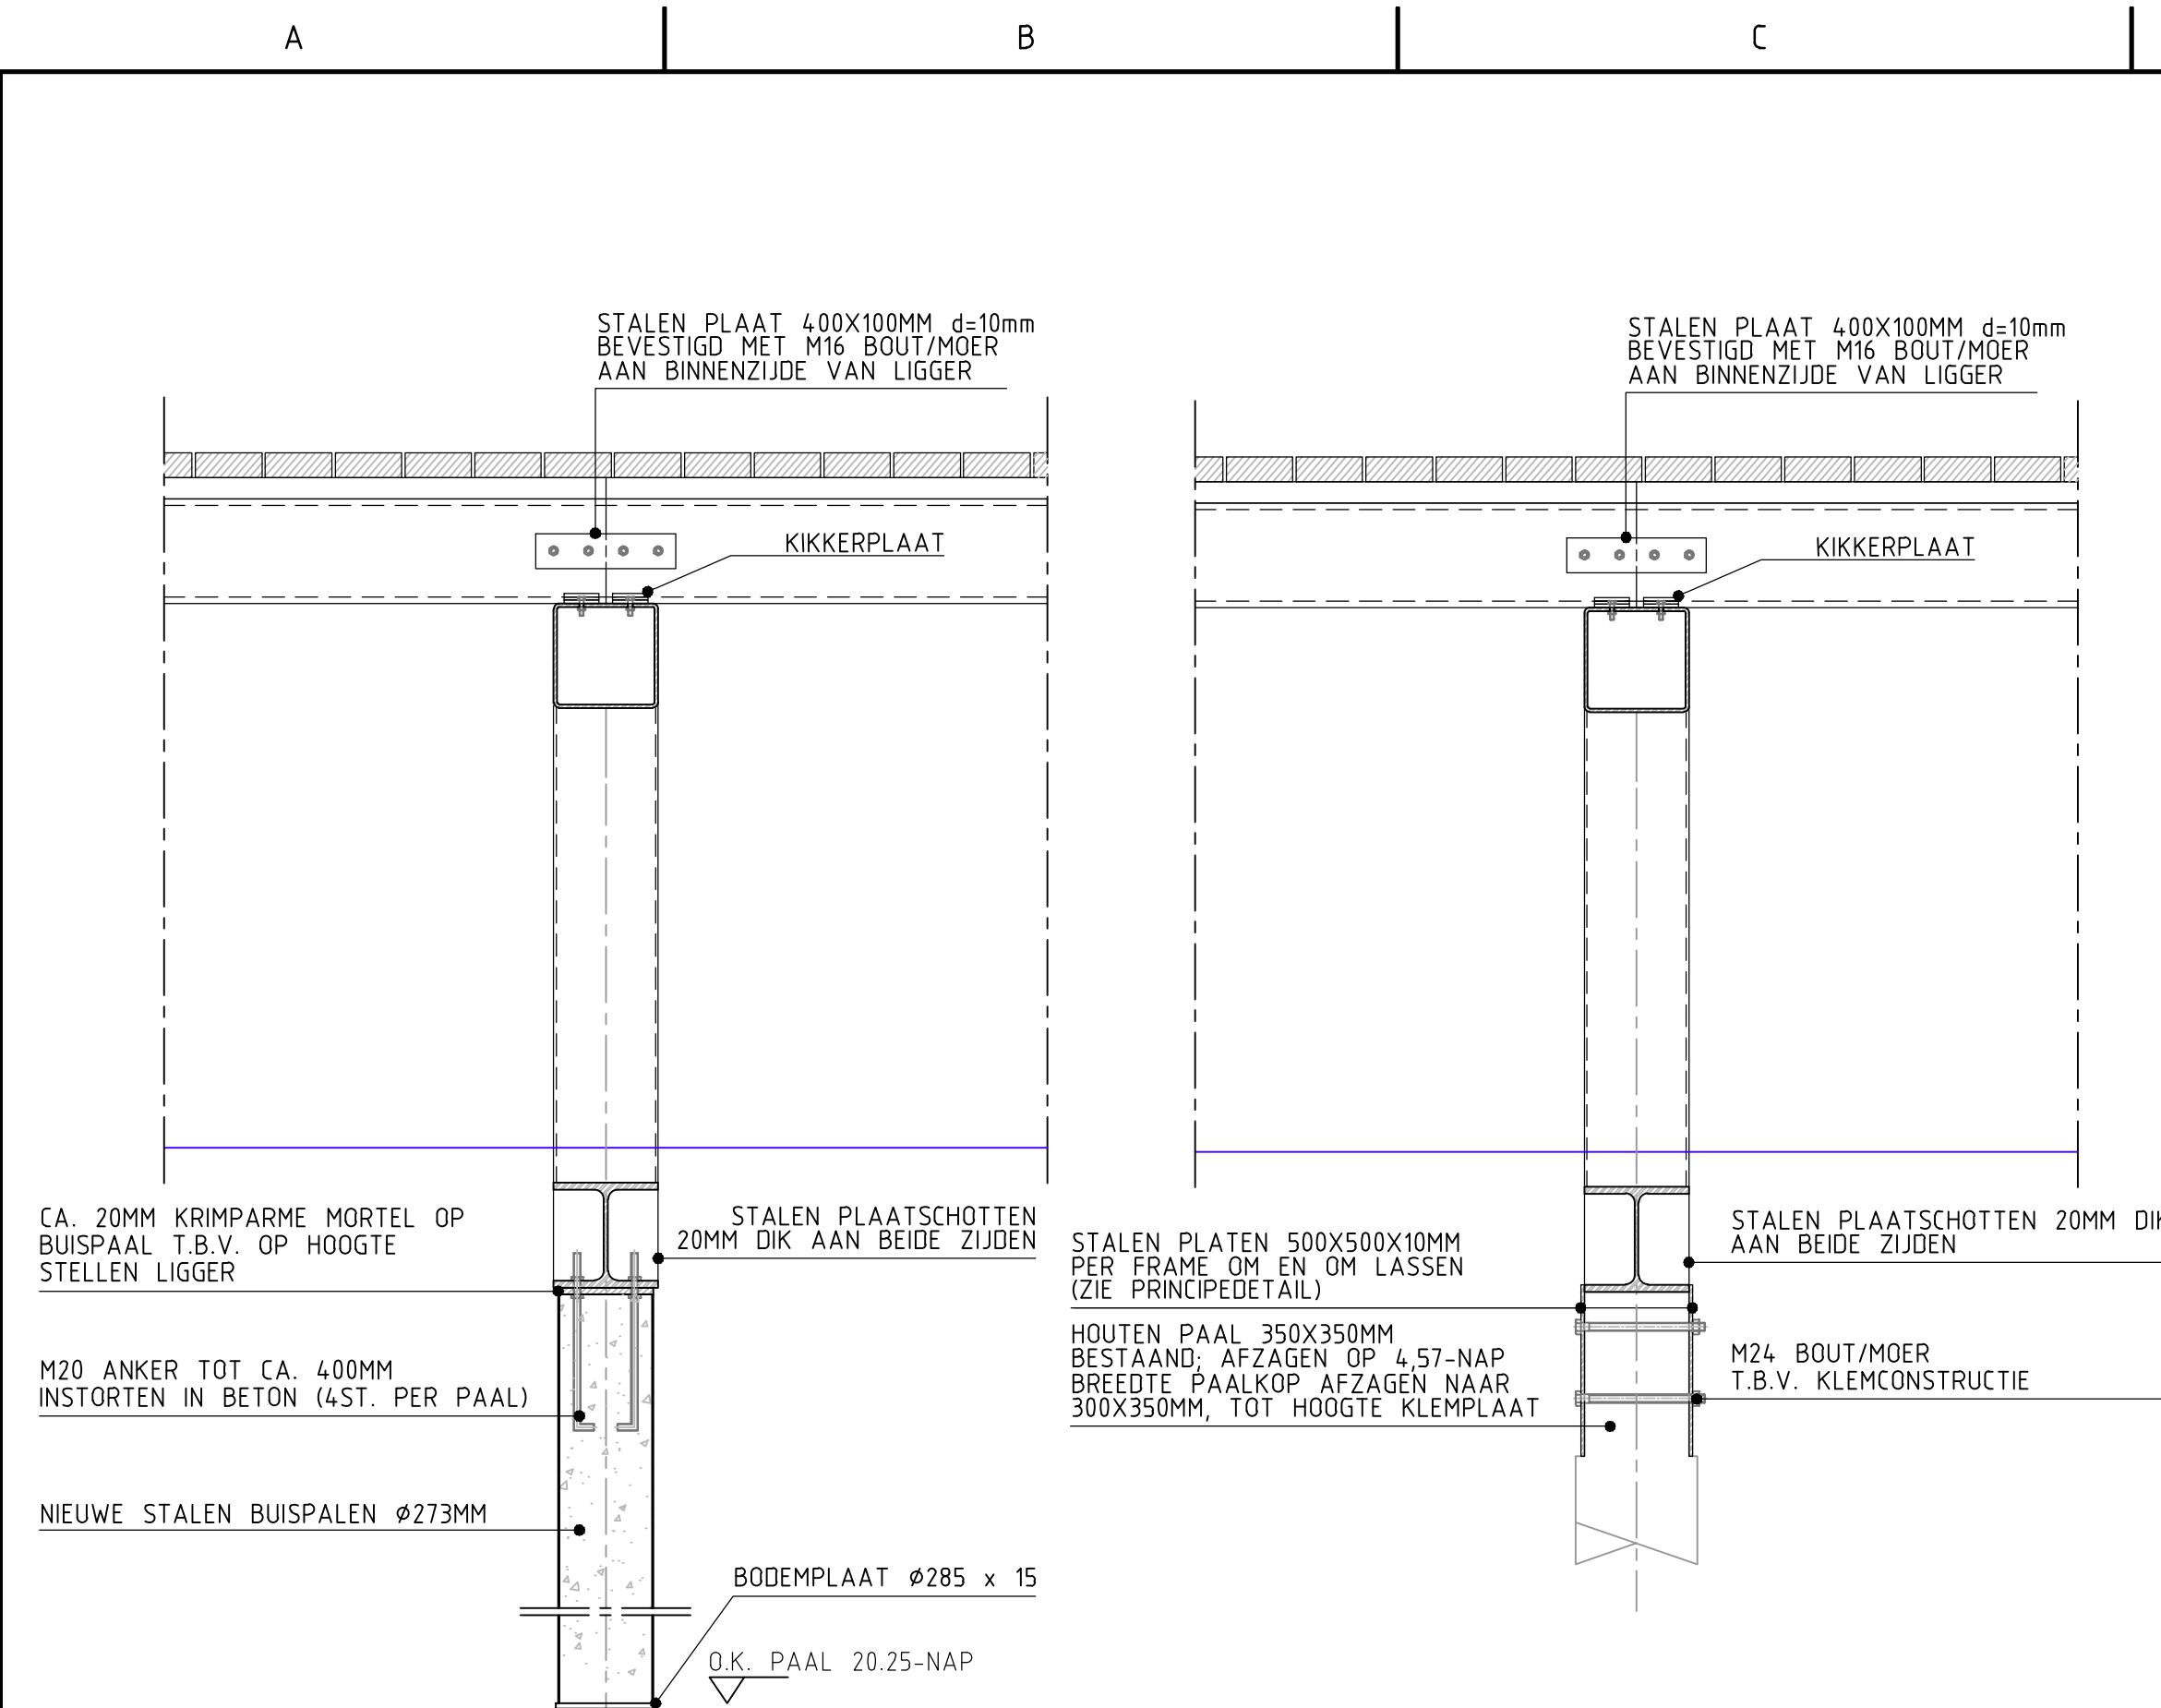 A
B
C
STALEN PLAAT 400X100MM d=10mm
BEVESTIGD MET M16 BOUT/MOER
AAN BINNENZIJDE VAN LIGGER
KIKKERPLAAT
CA. 20MM KRIMPARME MORTEL OP
BUISPAAL T.B.V. OP HOOGTE
STELLEN LIGGER
STALEN PLAATSCHOTTEN
20MM DIK AAN BEIDE ZIJDEN
M20 ANKER TOT CA. 400MM
INSTORTEN IN BETON (4ST. PER PAAL)
NIEUWE STALEN BUISPALEN Ø273MM
BODEMPLAAT Ø285 x 15
O.K. PAAL 20.25-NAP
STALEN PLAAT 400X100MM d=10mm
BEVESTIGD MET M16 BOUT/MOER
AAN BINNENZIJDE VAN LIGGER
KIKKERPLAAT
STALEN PLATEN 500X500X10MM
PER FRAME OM EN OM LASSEN
(ZIE PRINCIPEDETAIL)
HOUTEN PAAL 350X350MM
BESTAAND; AFZAGEN OP 4,57-NAP
BREEDTE PAALKOP AFZAGEN NAAR
300X350MM, TOT HOOGTE KLEMPLAAT
STALEN PLAATSCHOTTEN 20MM DIK
AAN BEIDE ZIJDEN
M24 BOUT/MOER
T.B.V. KLEMCONSTRUCTIE